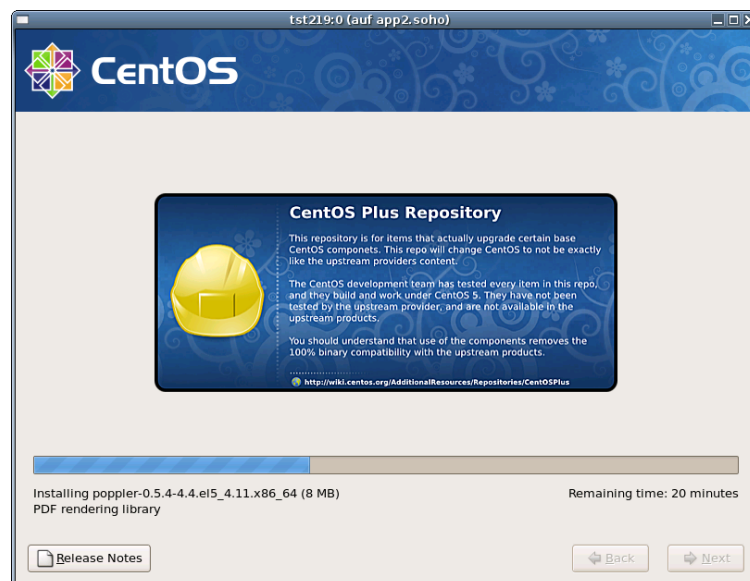 tst219:0 (auf app2.soho)
CentOS
CentOS Plus Repository
This repository is for items that actually upgrade certain base
CentOS componets. This repo will change CentOS to not be exactly
like the upstream providers content.
The CentOS development team has tested every item in this repo,
and they build and work under CentOS 5. They have not been
tested by the upstream provider, and are not available in the
upstream products.
You should understand that use of the components removes the
100% binary compatibility with the upstream products.
http://wiki.centos.org/AdditionalResources/Repositories/CentOSPlus
Installing poppler-0.5.4-4.4.el5_4.11.x86_64 (8 MB)
Remaining time: 20 minutes
PDF rendering library
Release Notes
Back
Next